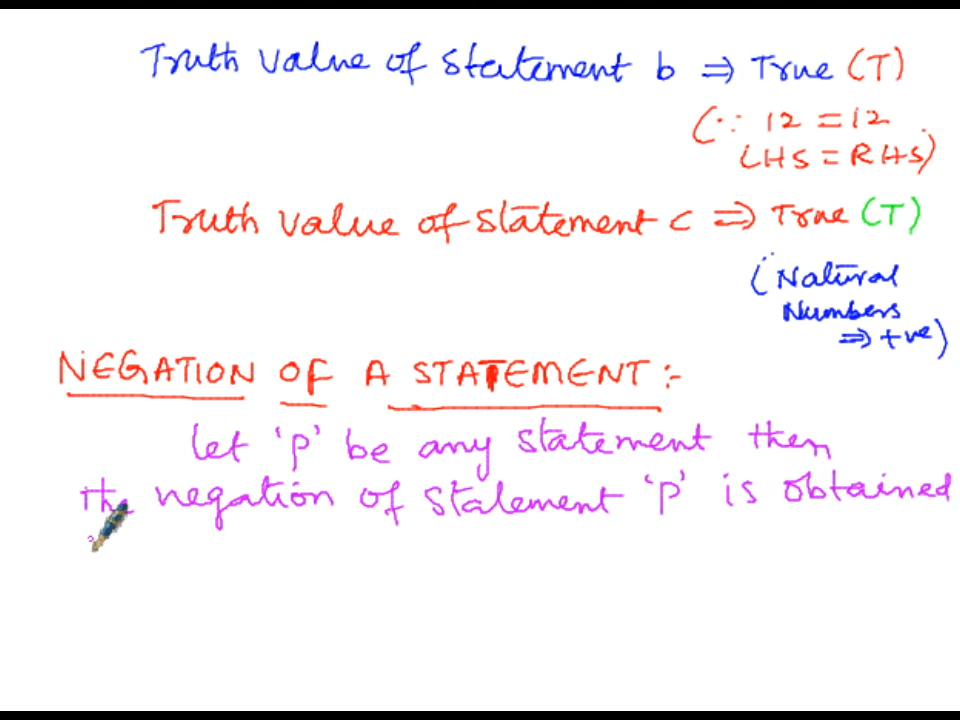 Truth value of statement b ⇒ True (T)
(∵ 12 = 12
LHS = RHS)
Truth value of statement c ⇒ True (T)
(∵ Natural
Numbers
⇒ +ve)
NEGATION OF A STATEMENT :-
Let 'p' be any statement then
the negation of statement 'p' is obtained